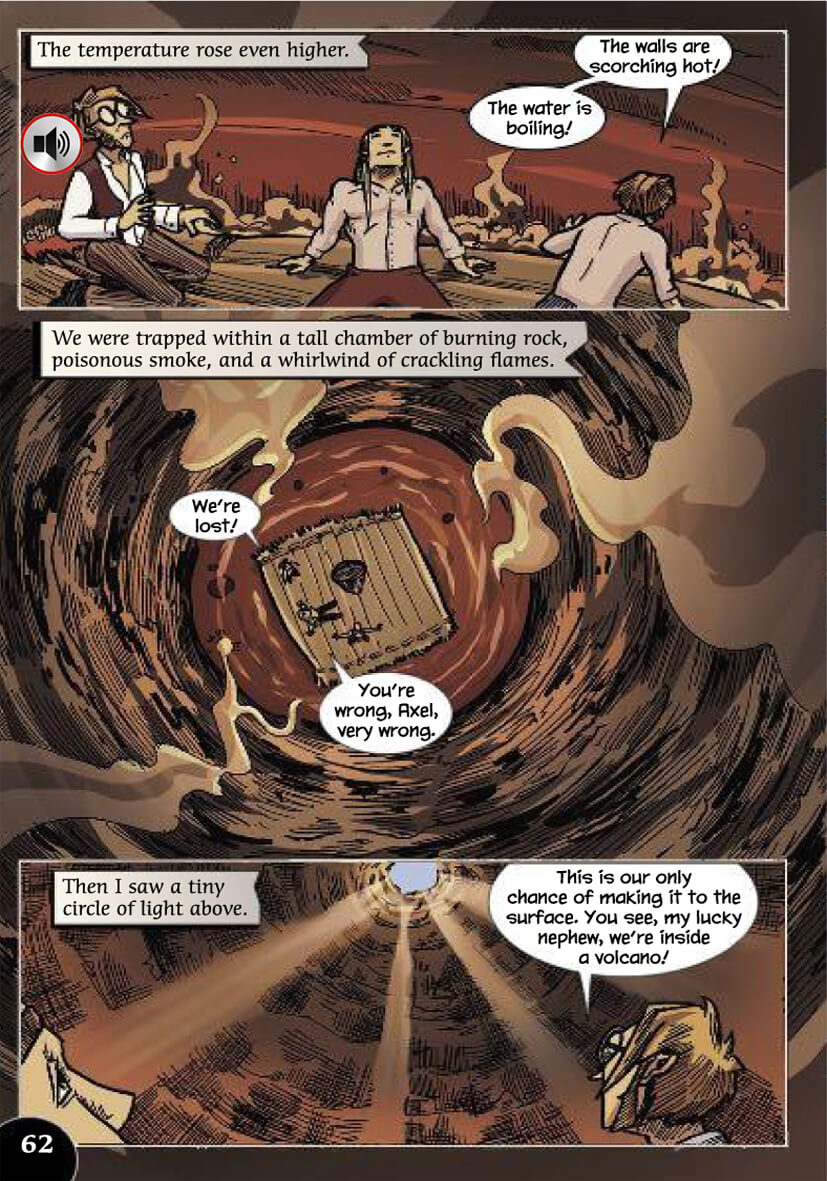 The temperature rose even higher.
The walls are
scorching hot!
The water is
boiling!
We were trapped within a tall chamber of burning rock,
poisonous smoke, and a whirlwind of crackling flames.
We're
lost!
You're
wrong, Axel,
very wrong.
Then I saw a tiny
circle of light above.
This is our only
chance of making it to the
surface. You see, my lucky
nephew, we're inside
a volcano!
62